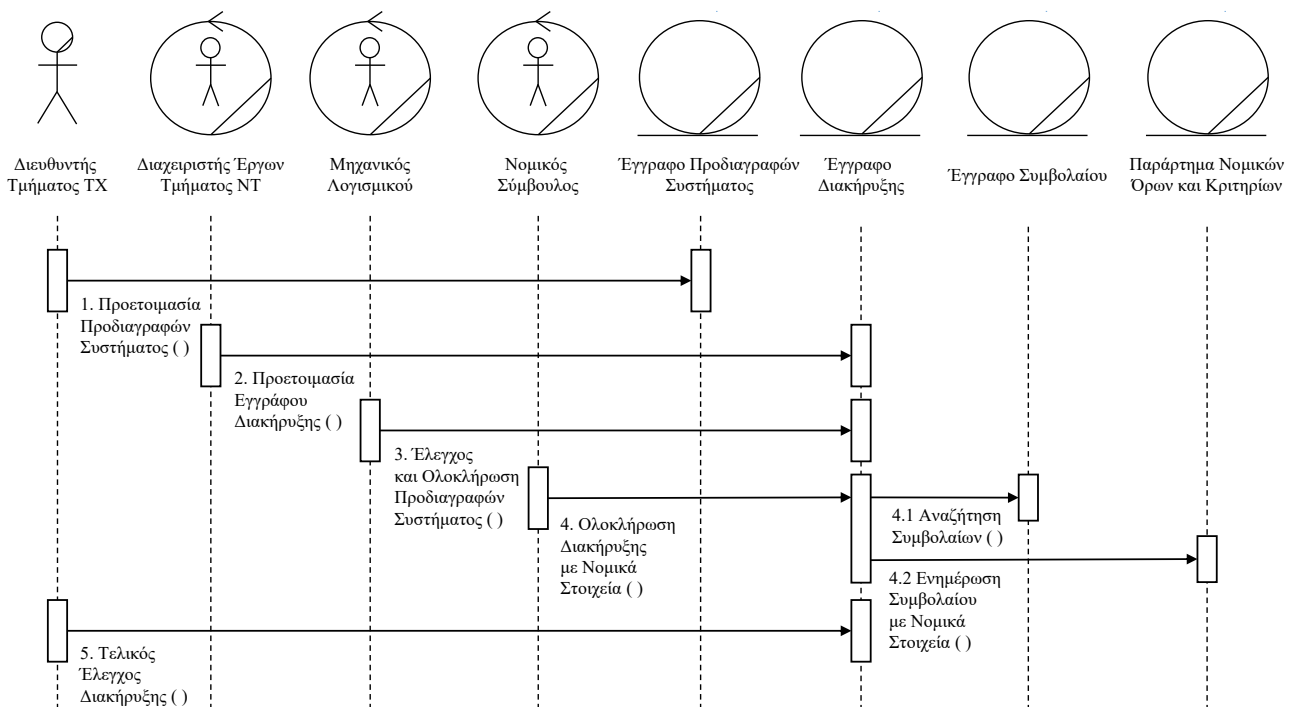 Διευθυντής
Τμήματος ΤΧ
Διαχειριστής Έργων
Τμήματος ΝΤ
Μηχανικός
Λογισμικού
Νομικός
Σύμβουλος
Έγγραφο Προδιαγραφών
Συστήματος
Έγγραφο
Διακήρυξης
Έγγραφο Συμβολαίου
Παράρτημα Νομικών
Όρων και Κριτηρίων
1. Προετοιμασία
Προδιαγραφών
Συστήματος ( )
2. Προετοιμασία
Εγγράφου
Διακήρυξης ( )
3. Έλεγχος
και Ολοκλήρωση
Προδιαγραφών
Συστήματος ( )
4. Ολοκλήρωση
Διακήρυξης
με Νομικά
Στοιχεία ( )
4.1 Αναζήτηση
Συμβολαίων ( )
4.2 Ενημέρωση
Συμβολαίου
με Νομικά
Στοιχεία ( )
5. Τελικός
Έλεγχος
Διακήρυξης ( )